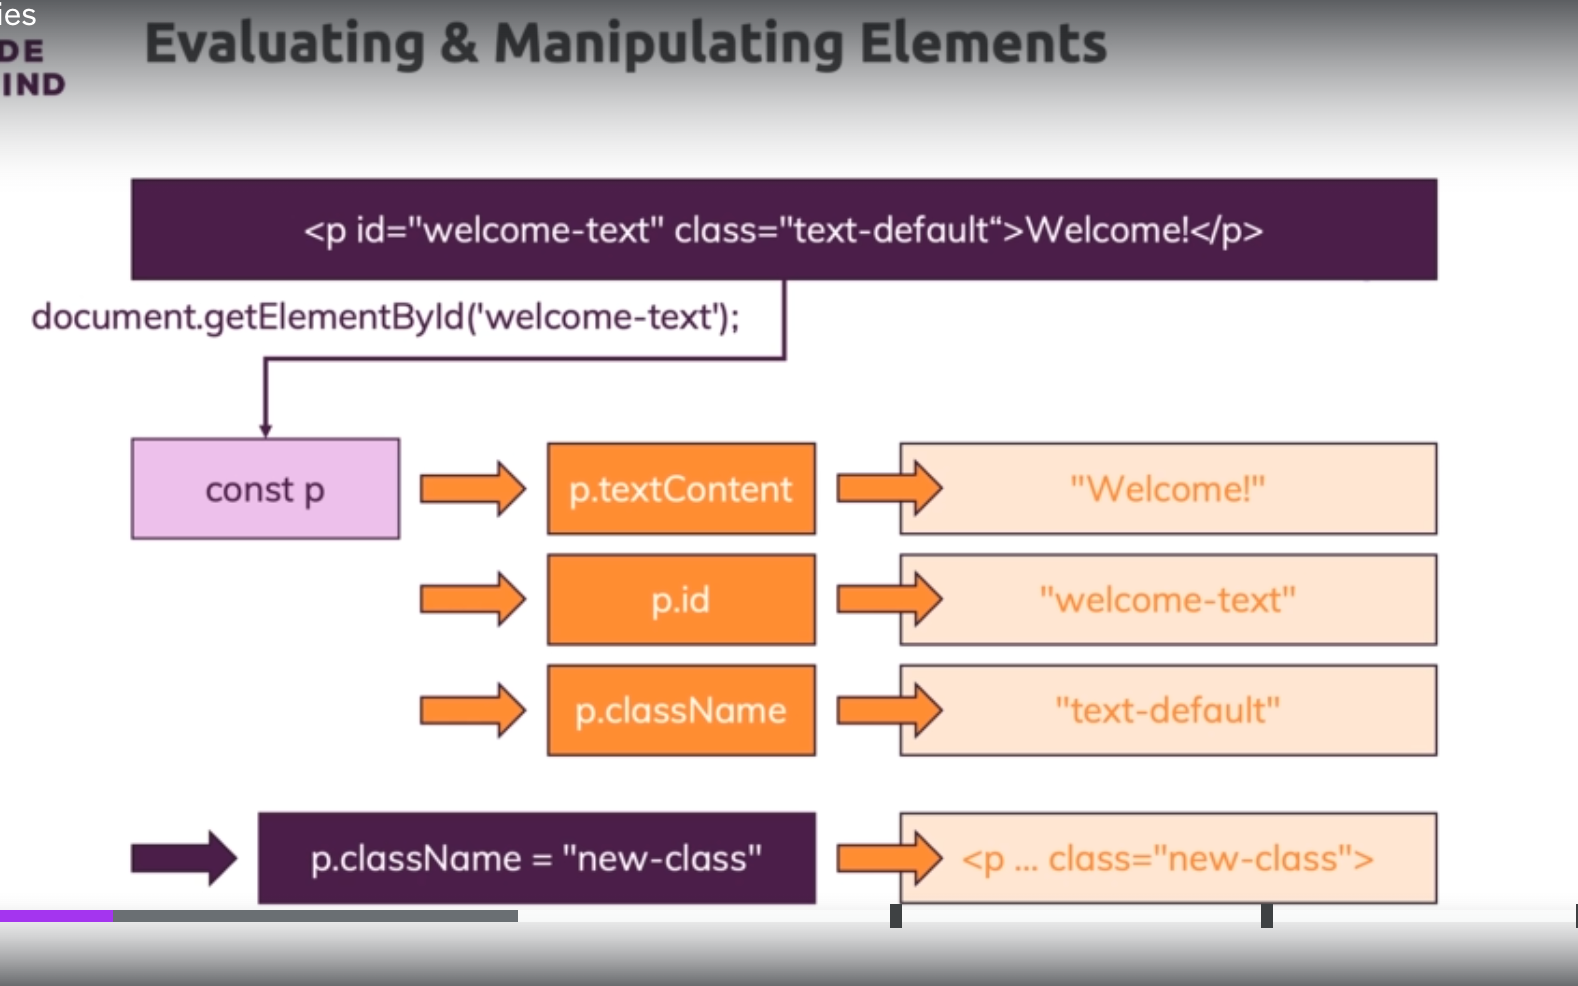 ies
DE
IND
Evaluating & Manipulating Elements
<p id="welcome-text" class="text-default“>Welcome!</p>
document.getElementById('welcome-text');
const p
p.textContent
"Welcome!"
p.id
"welcome-text"
p.className
"text-default"
p.className = "new-class"
<p ... class="new-class">